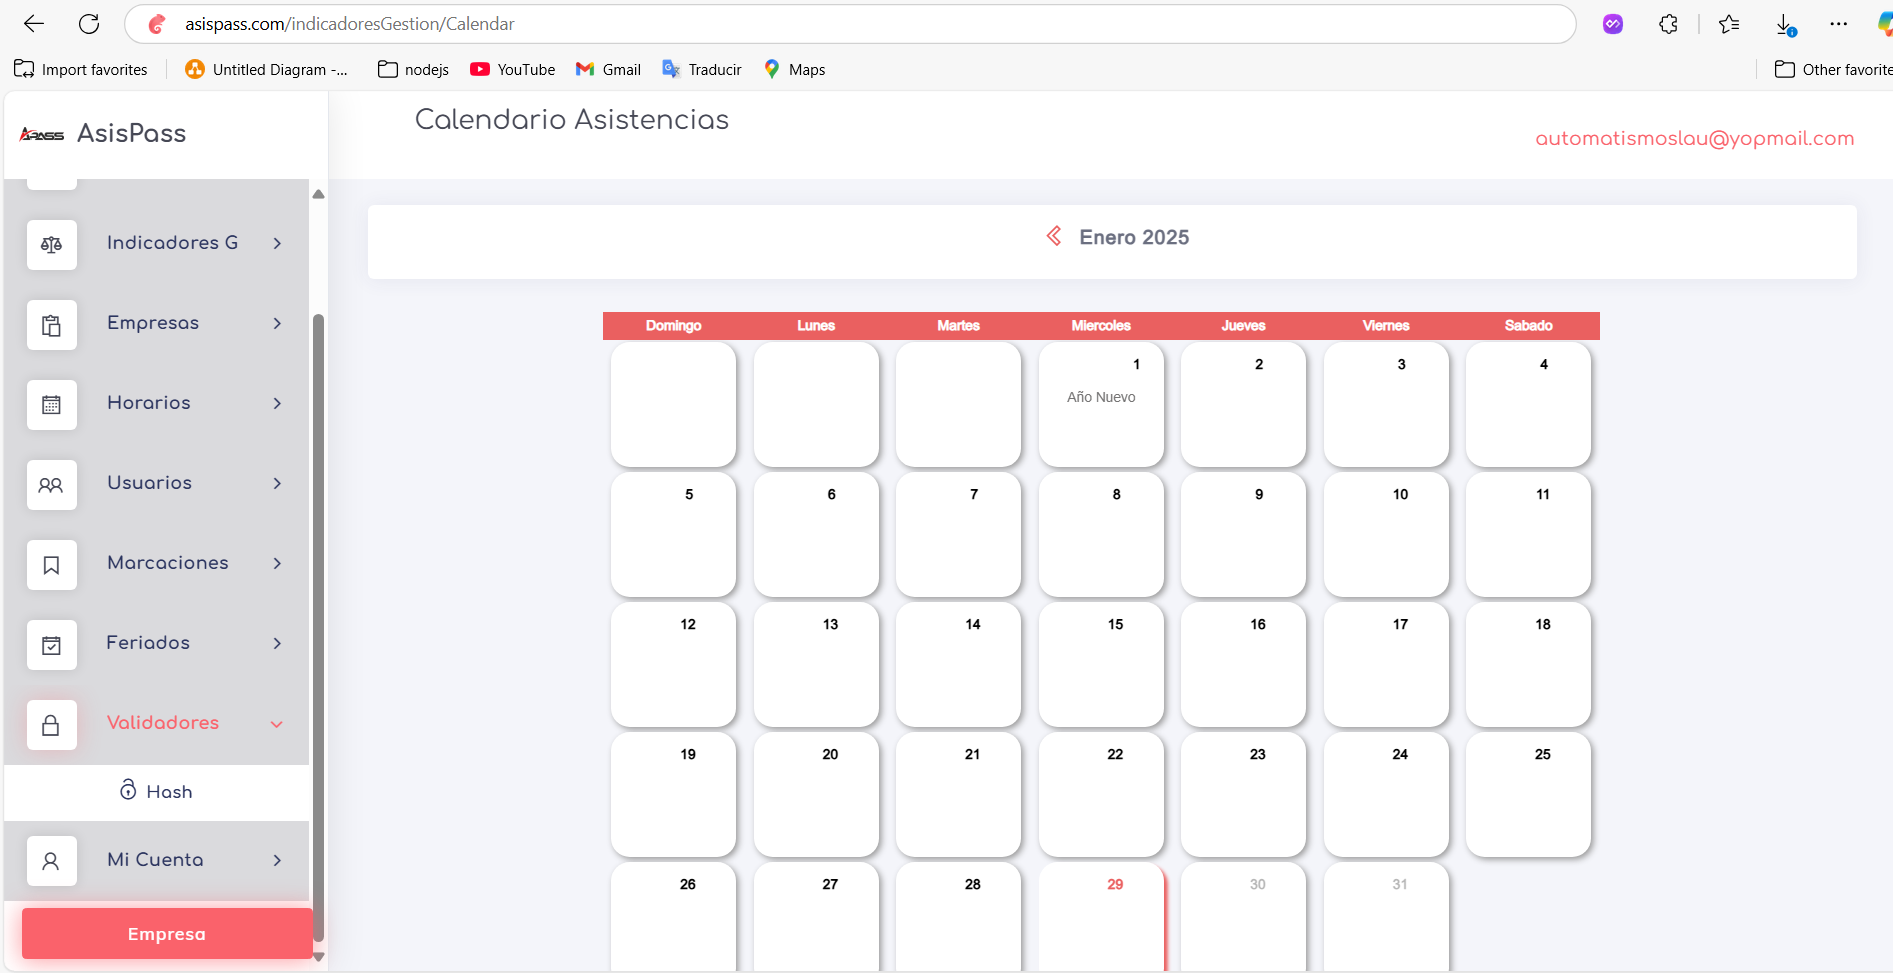 asispass.com/indicadoresGestion/Calendar
Import favorites
Untitled Diagram -...
nodejs
YouTube
Gmail
Traducir
Maps
Other favorite
APASS
AsisPass
Calendario Asistencias
automatismoslau@yopmail.com
Indicadores G
Empresas
Horarios
Usuarios
Marcaciones
Feriados
Validadores
Hash
Mi Cuenta
Empresa
Enero 2025
Domingo Lunes Martes Miercoles Jueves Viernes Sabado
1 2 3 4
Año Nuevo
5 6 7 8 9 10 11
12 13 14 15 16 17 18
19 20 21 22 23 24 25
26 27 28 29 30 31